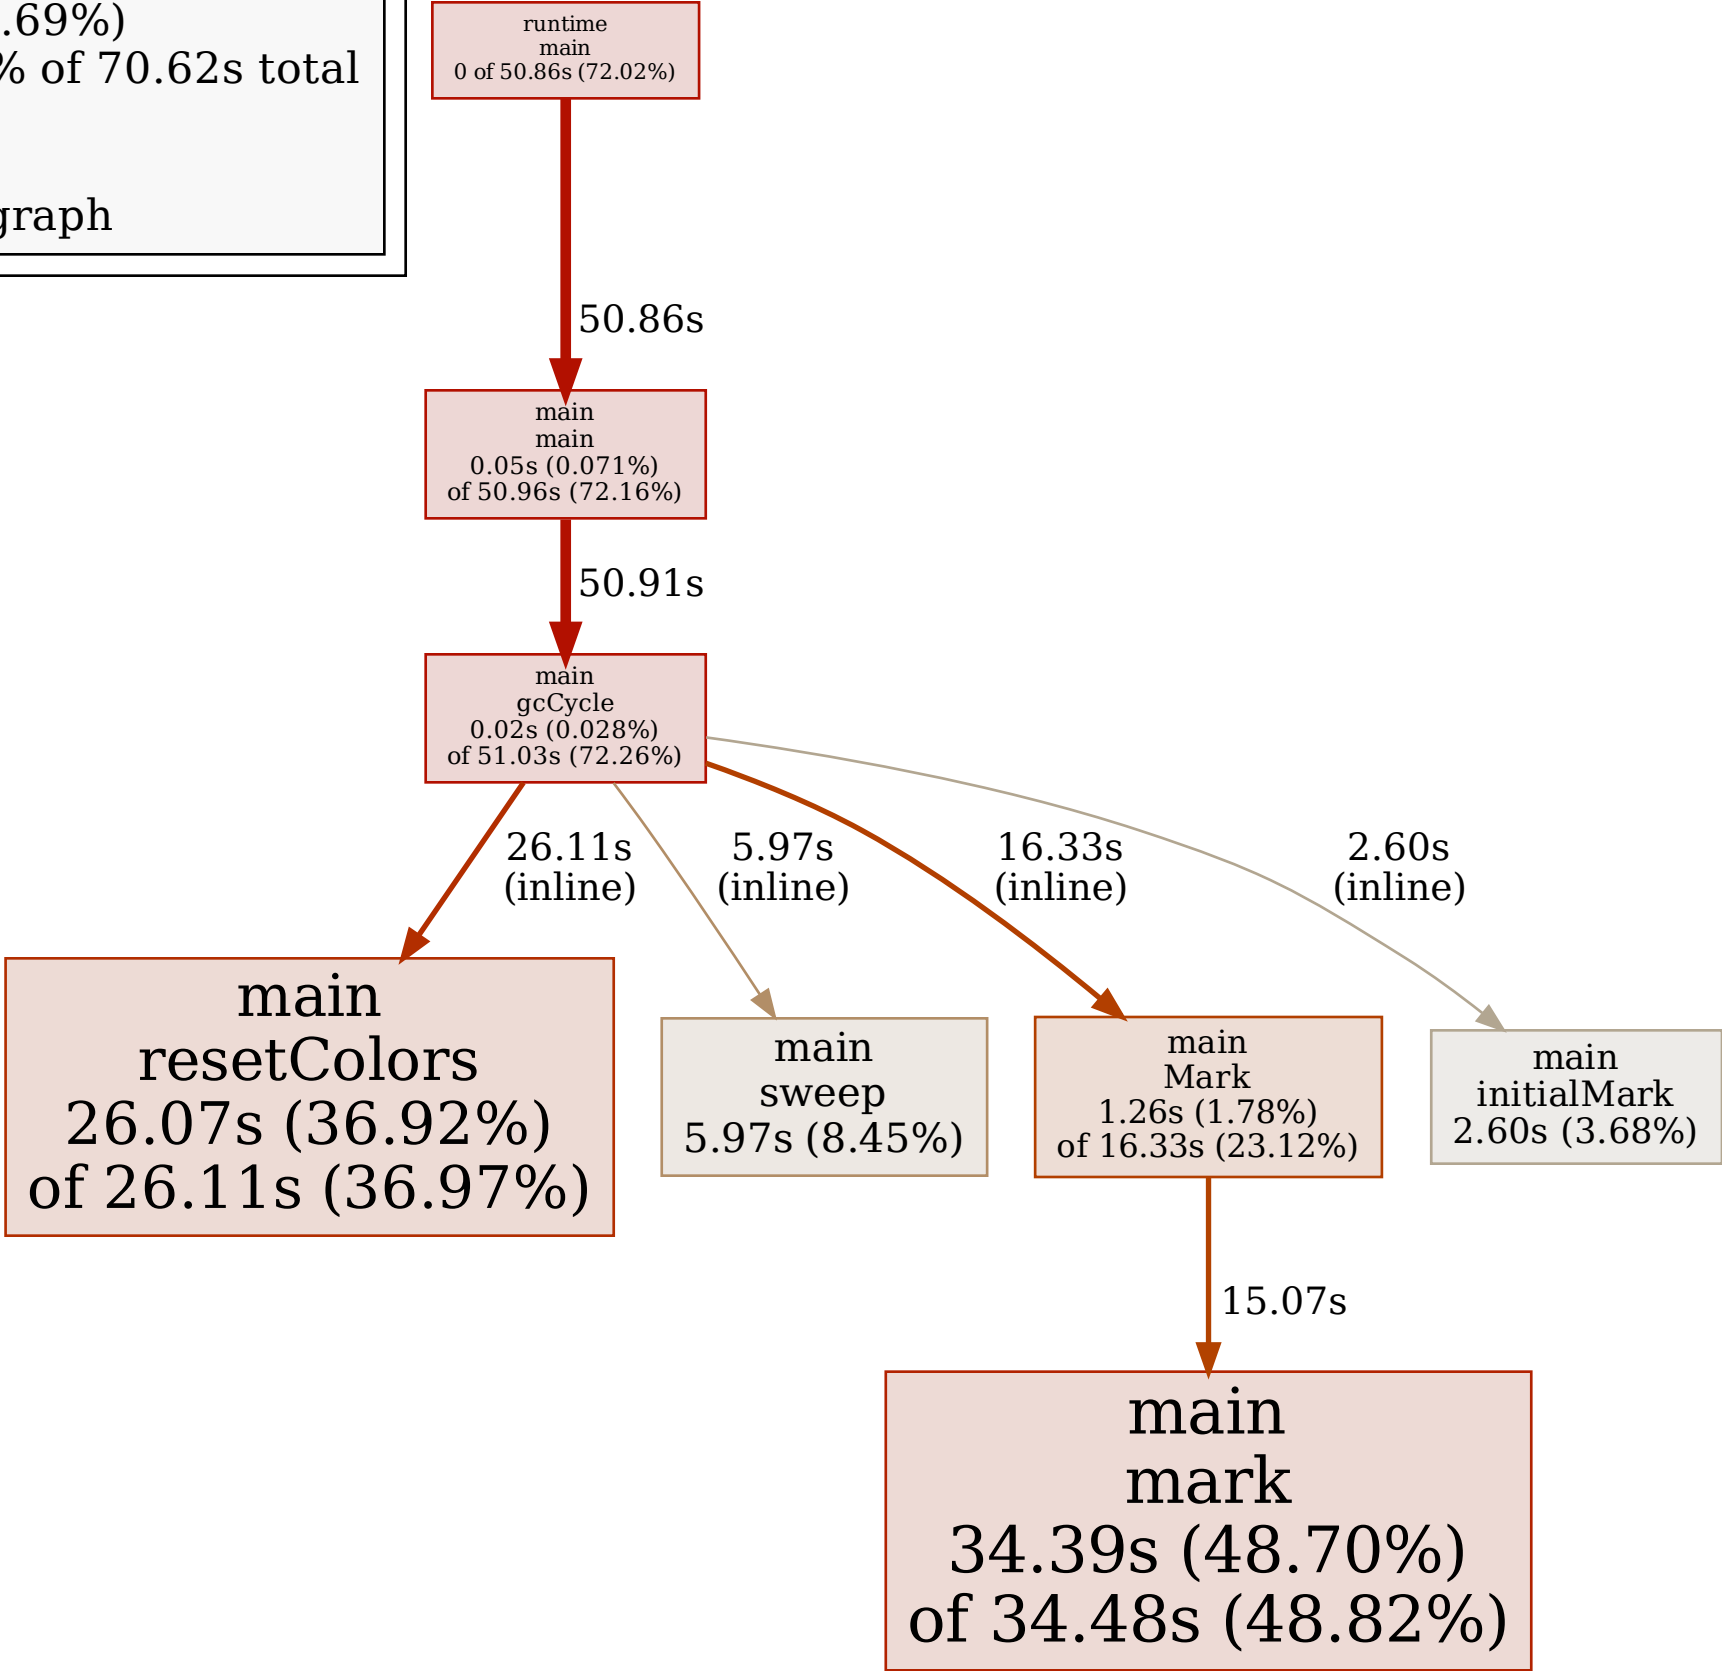 .69%)
% of 70.62s total
graph
runtime
main
0 of 50.86s (72.02%)
50.86s
main
main
0.05s (0.071%)
of 50.96s (72.16%)
50.91s
main
gcCycle
0.02s (0.028%)
of 51.03s (72.26%)
26.11s
(inline)
5.97s
(inline)
16.33s
(inline)
2.60s
(inline)
main
resetColors
26.07s (36.92%)
of 26.11s (36.97%)
main
sweep
5.97s (8.45%)
main
Mark
1.26s (1.78%)
of 16.33s (23.12%)
main
initialMark
2.60s (3.68%)
15.07s
main
mark
34.39s (48.70%)
of 34.48s (48.82%)